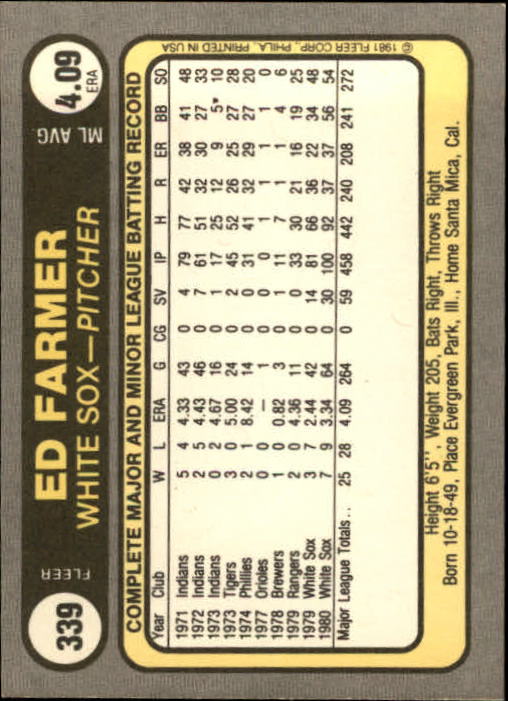 339
FLEER
ED FARMER
WHITE SOX—PITCHER
ML AVG.
4.09
ERA
COMPLETE MAJOR AND MINOR LEAGUE BATTING RECORD
Year Club W L ERA G CG SV IP H R ER BB SO
1971 Indians 5 4 4.33 43 0 4 79 77 42 38 41 48
1972 Indians 2 5 4.43 46 0 7 61 51 32 30 27 33
1973 Indians 0 2 4.67 16 0 1 17 25 12 9 5* 10
1973 Tigers 3 0 5.00 24 0 2 45 52 26 25 27 28
1974 Phillies 2 1 8.42 14 0 0 31 41 32 29 27 20
1977 Orioles 0 0 — 1 0 0 0 1 1 1 1 0
1978 Brewers 1 0 0.82 3 0 1 11 7 1 1 4 6
1979 Rangers 2 0 4.36 11 0 0 33 30 21 16 19 25
1979 White Sox 3 7 2.44 42 0 14 81 66 36 22 34 48
1980 White Sox 7 9 3.34 64 0 30 100 92 37 37 56 54
Major League Totals.. 25 28 4.09 264 0 59 458 442 240 208 241 272
Height 6'5'', Weight 205, Bats Right, Throws Right
Born 10-18-49, Place Evergreen Park, Ill., Home Santa Mica, Cal.
© 1981 FLEER CORP., PHILA., PRINTED IN USA